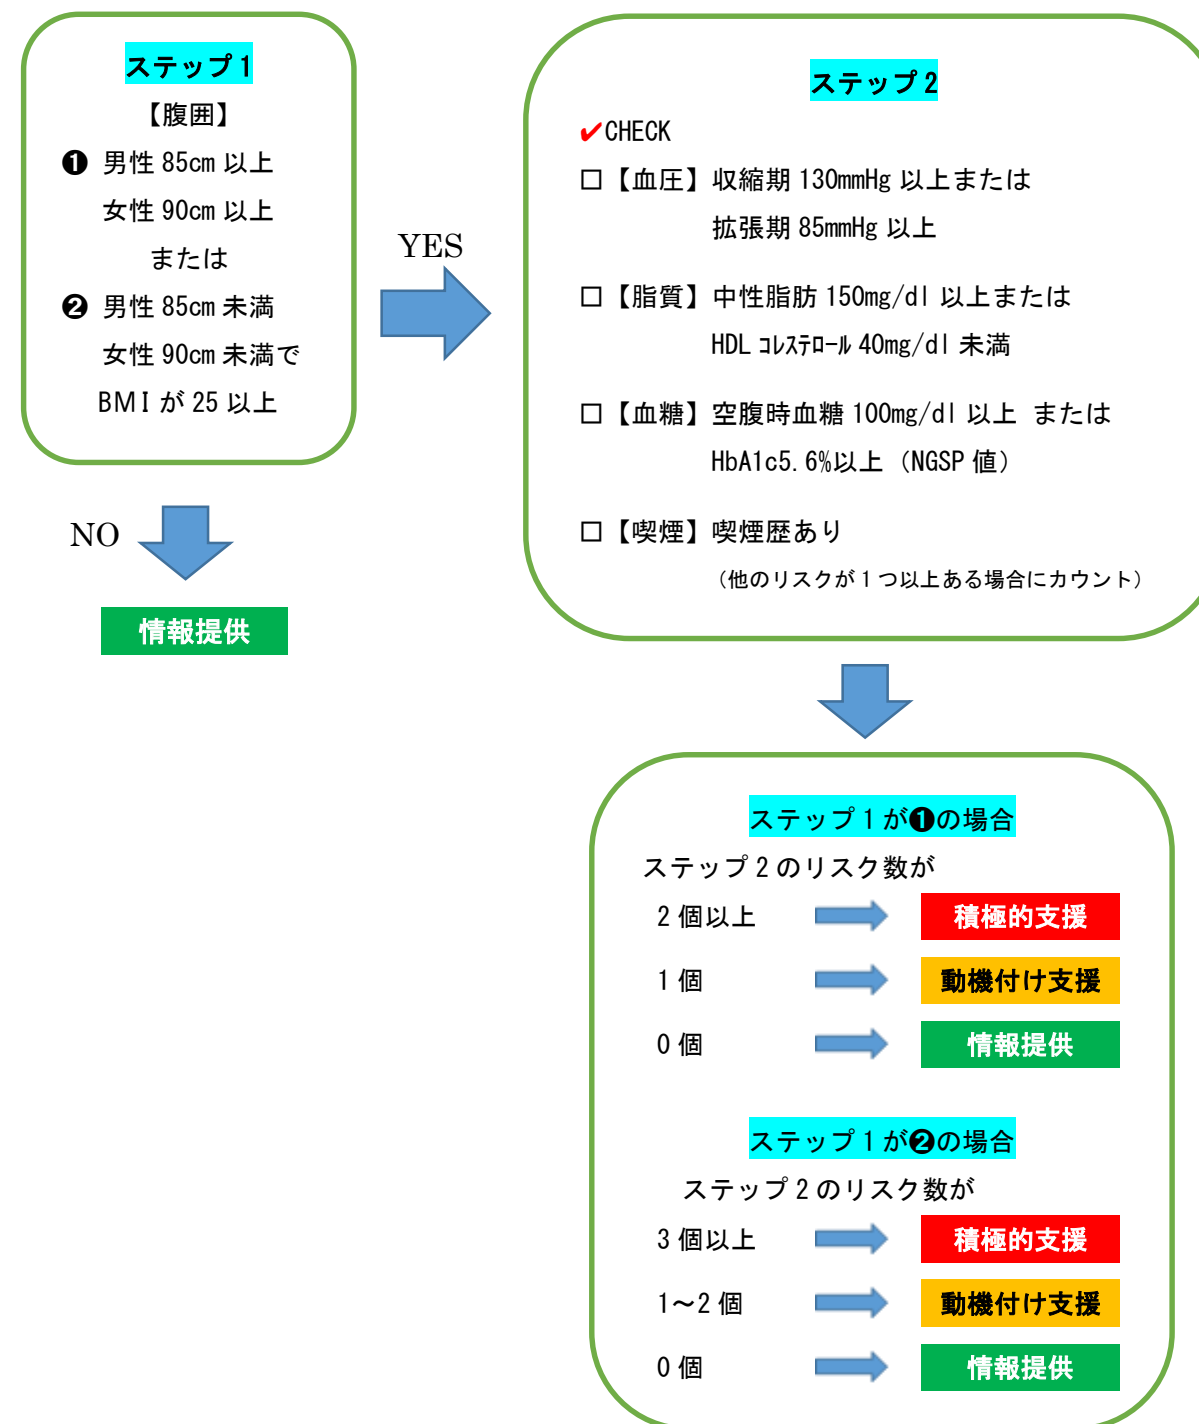 ステップ1
【腹囲】
❶ 男性 85cm 以上
女性 90cm 以上
または
❷ 男性 85cm 未満
女性 90cm 未満で
BMI が 25 以上
YES
NO
情報提供
ステップ2
✔CHECK
□【血圧】収縮期 130mmHg 以上または
拡張期 85mmHg 以上
□【脂質】中性脂肪 150mg/dl 以上または
HDL ｺﾚｽﾃﾛｰﾙ 40mg/dl 未満
□【血糖】空腹時血糖 100mg/dl 以上 または
HbA1c5.6%以上（NGSP 値）
□【喫煙】喫煙歴あり
（他のリスクが 1 つ以上ある場合にカウント）
ステップ 1 が❶の場合
ステップ 2 のリスク数が
2 個以上 積極的支援
1 個 動機付け支援
0 個 情報提供
ステップ 1 が❷の場合
ステップ 2 のリスク数が
3 個以上 積極的支援
1～2 個 動機付け支援
0 個 情報提供